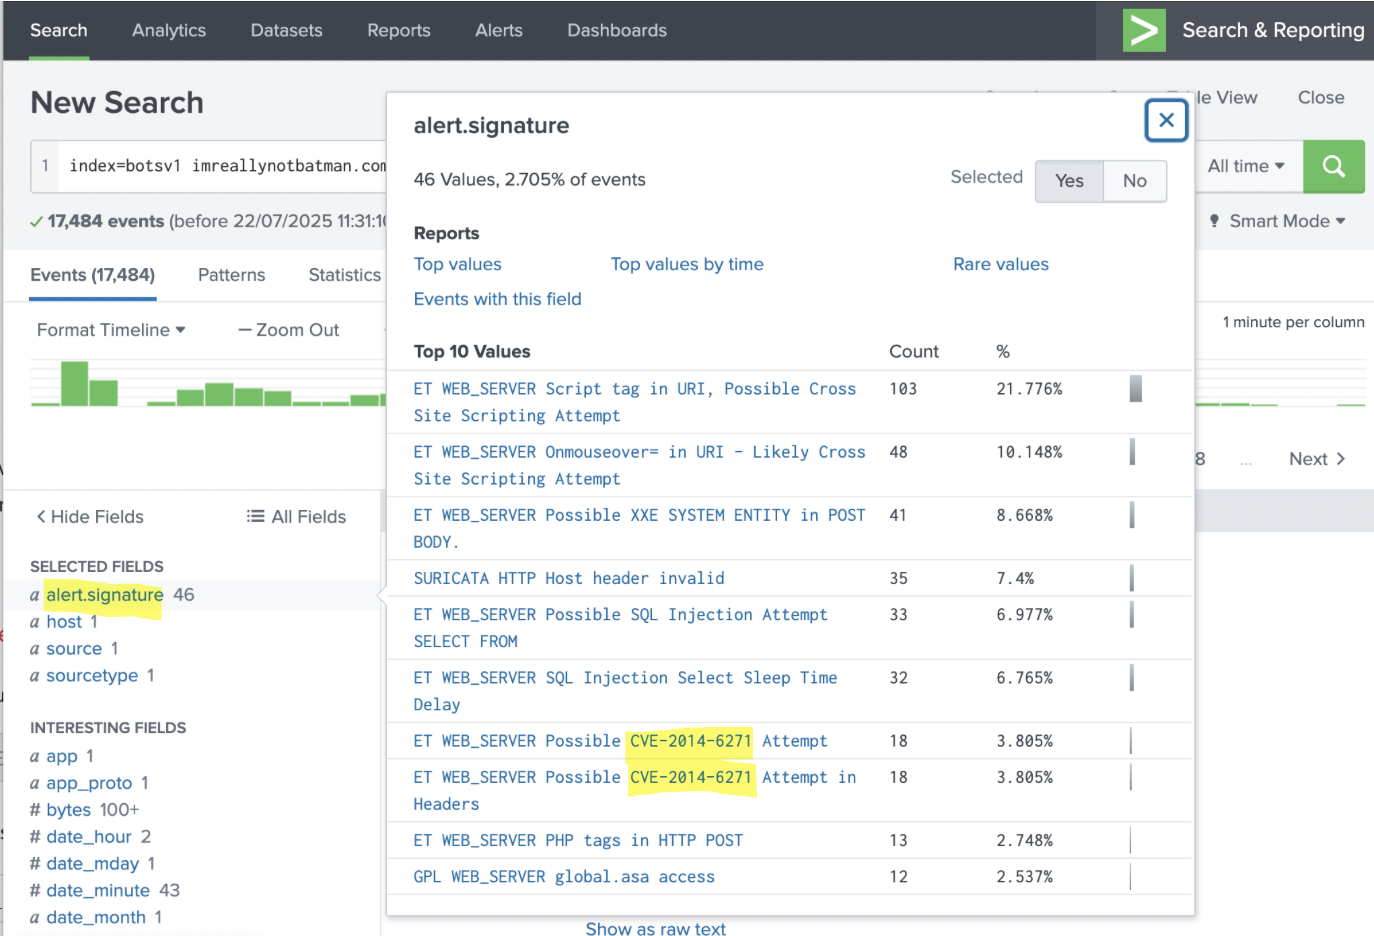 Search Analytics Datasets Reports Alerts Dashboards Search & Reporting
New Search
le View Close
1 index=botsv1 imreallynotbatman.com
All time
17,484 events (before 22/07/2025 11:31:10
Smart Mode
Events (17,484) Patterns Statistics
Format Timeline — Zoom Out
1 minute per column
8 ... Next
Hide Fields All Fields
SELECTED FIELDS
a alert.signature 46
a host 1
a source 1
a sourcetype 1
INTERESTING FIELDS
a app 1
a app_proto 1
# bytes 100+
# date_hour 2
# date_mday 1
# date_minute 43
a date_month 1
alert.signature
46 Values, 2.705% of events
Selected Yes No
Reports
Top values Top values by time Rare values
Events with this field
Top 10 Values Count %
ET WEB_SERVER Script tag in URI, Possible Cross 103 21.776%
Site Scripting Attempt
ET WEB_SERVER Onmouseover= in URI - Likely Cross 48 10.148%
Site Scripting Attempt
ET WEB_SERVER Possible XXE SYSTEM ENTITY in POST 41 8.668%
BODY.
SURICATA HTTP Host header invalid 35 7.4%
ET WEB_SERVER Possible SQL Injection Attempt 33 6.977%
SELECT FROM
ET WEB_SERVER SQL Injection Select Sleep Time 32 6.765%
Delay
ET WEB_SERVER Possible CVE-2014-6271 Attempt 18 3.805%
ET WEB_SERVER Possible CVE-2014-6271 Attempt in 18 3.805%
Headers
ET WEB_SERVER PHP tags in HTTP POST 13 2.748%
GPL WEB_SERVER global.asa access 12 2.537%
Show as raw text